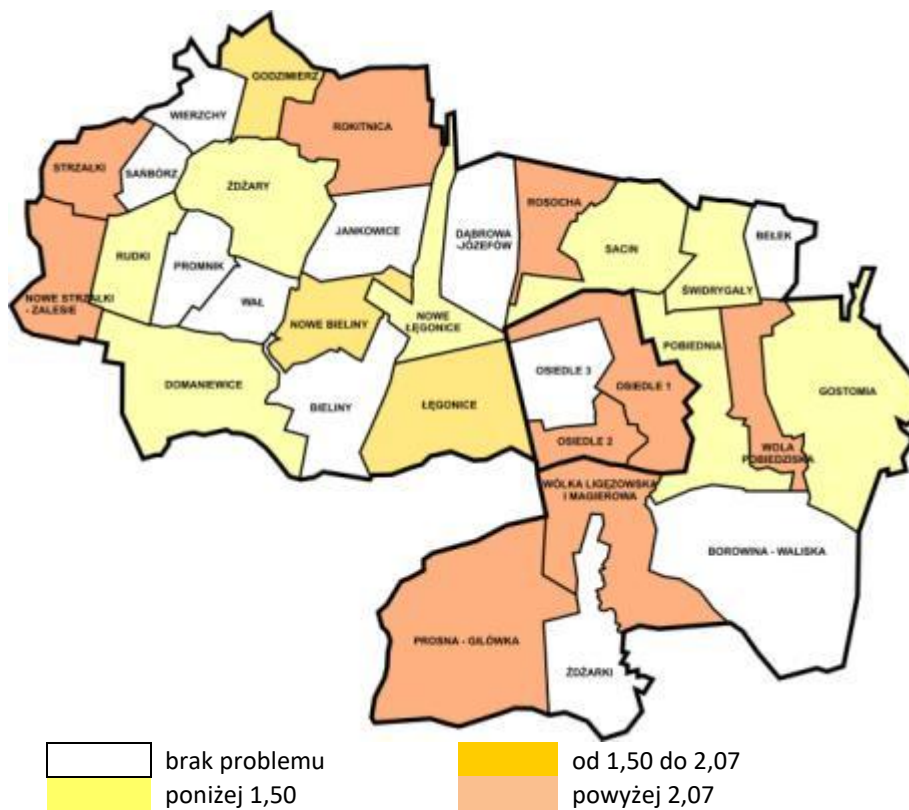 GODZIMIERZ
WIERZCHY
ROKITNICA
STRZAŁKI
SAŃBÓRZ
ŻDŻARY
ROSOCHA
JANKOWICE
DĄBROWA
-JÓZEFÓW
BEŁEK
SACIN
RUDKI
PROMNIK
ŚWIDRYGAŁY
NOWE STRZAŁKI
- ZALESIE
WAŁ
NOWE BIELINY
NOWE
ŁĘGONICE
POBIEDNIA
OSIEDLE 3
DOMANIEWICE
OSIEDLE 1
GOSTOMIA
BIELINY
ŁĘGONICE
OSIEDLE 2
WOLA
POBIEDZISKA
WÓLKA LIGĘZOWSKA
I MAGIEROWA
BOROWINA - WALISKA
PROSNA - GILÓWKA
ŻDŻARKI
brak problemu
od 1,50 do 2,07
poniżej 1,50
powyżej 2,07